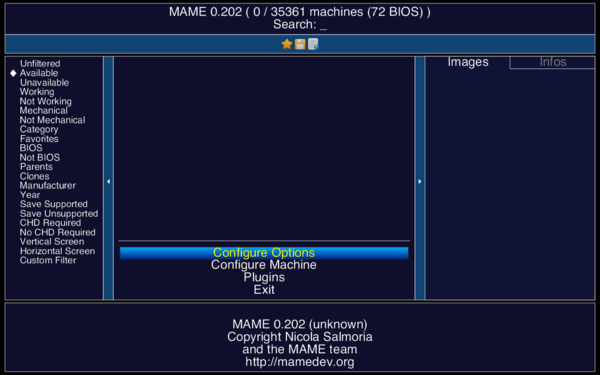 MAME 0.202 ( 0 / 35361 machines (72 BIOS) )
Search: _
Unfiltered
Available
Unavailable
Working
Not Working
Mechanical
Not Mechanical
Category
Favorites
BIOS
Not BIOS
Parents
Clones
Manufacturer
Year
Save Supported
Save Unsupported
CHD Required
No CHD Required
Vertical Screen
Horizontal Screen
Custom Filter
Configure Options
Configure Machine
Plugins
Exit
Images Infos
MAME 0.202 (unknown)
Copyright Nicola Salmoria
and the MAME team
http://mamedev.org